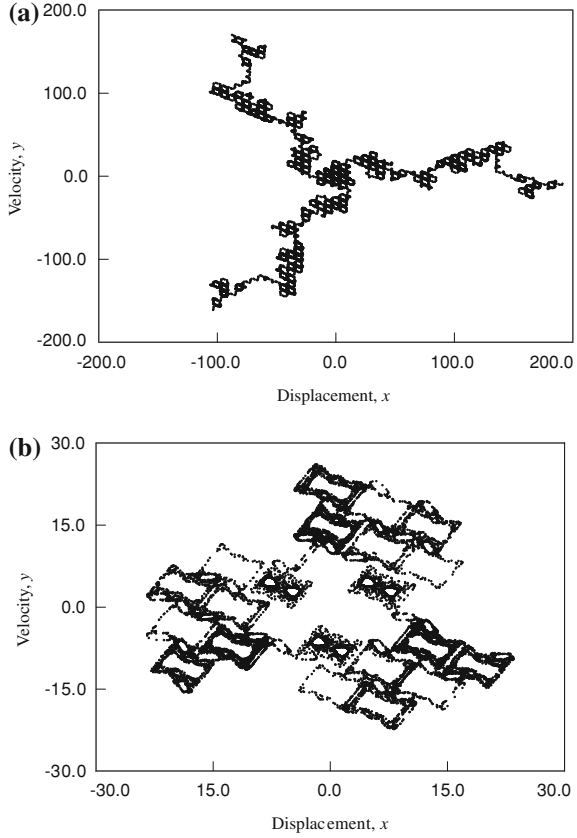 (a)
200.0
100.0
0.0
-100.0
-200.0
Velocity, y
-200.0 -100.0 0.0 100.0 200.0
Displacement, x
(b)
30.0
15.0
0.0
-15.0
-30.0
Velocity, y
-30.0 15.0 0.0 15.0 30.0
Displacement, x